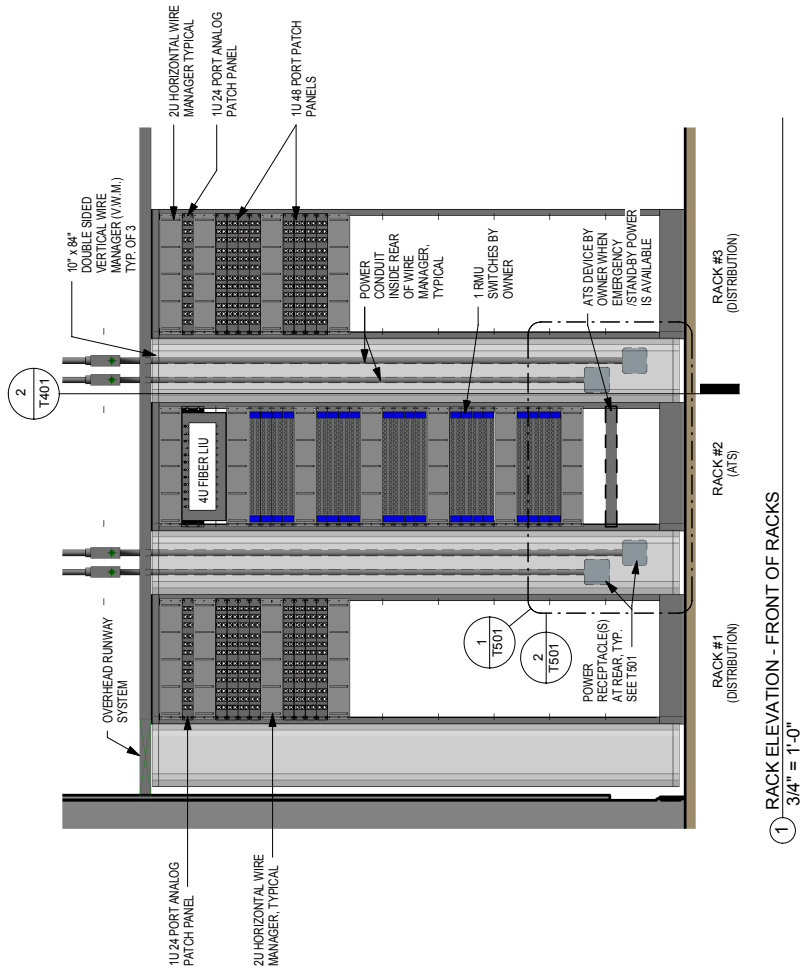 2
T401
10" x 84"
DOUBLE SIDED
VERTICAL WIRE
MANAGER (V.W.M.)
TYP. OF 3
2U HORIZONTAL WIRE
MANAGER TYPICAL
1U 24 PORT ANALOG
PATCH PANEL
1U 48 PORT PATCH
PANELS
OVERHEAD RUNWAY
SYSTEM
1U 24 PORT ANALOG
PATCH PANEL
2U HORIZONTAL WIRE
MANAGER, TYPICAL
4U FIBER LIU
POWER
CONDUIT
INSIDE REAR
OF WIRE
MANAGER,
TYPICAL
1 RMU
SWITCHES BY
OWNER
ATS DEVICE BY
OWNER WHEN
EMERGENCY
/STAND-BY POWER
IS AVAILABLE
1
T501
2
T501
POWER
RECEPTACLE(S)
AT REAR, TYP.
SEE T501
RACK #1
(DISTRIBUTION)
RACK #2
(ATS)
RACK #3
(DISTRIBUTION)
1
RACK ELEVATION - FRONT OF RACKS
3/4" = 1'-0"